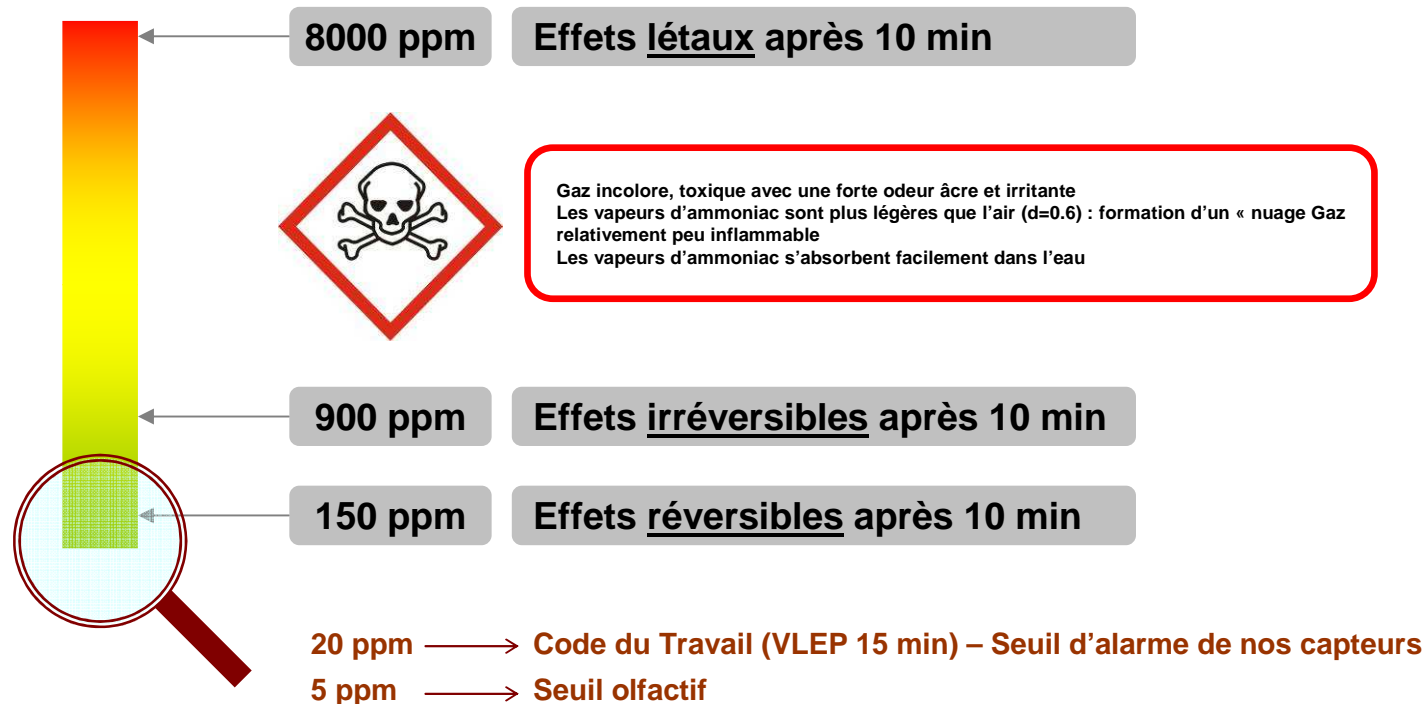 8000 ppm Effets létaux après 10 min
Gaz incolore, toxique avec une forte odeur âcre et irritante
Les vapeurs d’ammoniac sont plus légères que l’air (d=0.6) : formation d’un « nuage Gaz
relativement peu inflammable
Les vapeurs d’ammoniac s’absorbent facilement dans l’eau
900 ppm Effets irréversibles après 10 min
150 ppm Effets réversibles après 10 min
20 ppm Code du Travail (VLEP 15 min) – Seuil d’alarme de nos capteurs
5 ppm Seuil olfactif